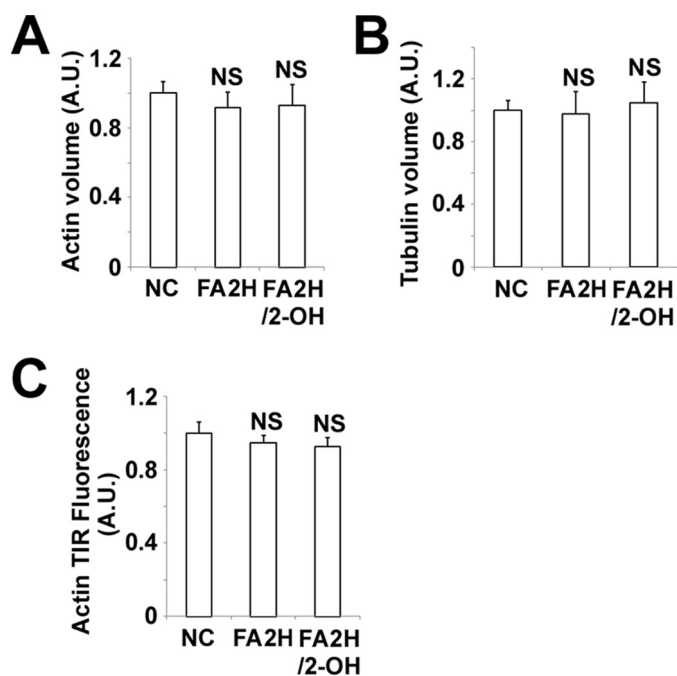 A
Actin volume (A.U.)
1.2
0.8
0.4
0
NS
NS
NC
FA2H
FA2H
/2-OH
B
Tubulin volume (A.U.)
1.2
0.8
0.4
0
NS
NS
NC
FA2H
FA2H
/2-OH
C
Actin TIR Fluorescence
(A.U.)
1.2
0.8
0.4
0
NS
NS
NC
FA2H
FA2H
/2-OH